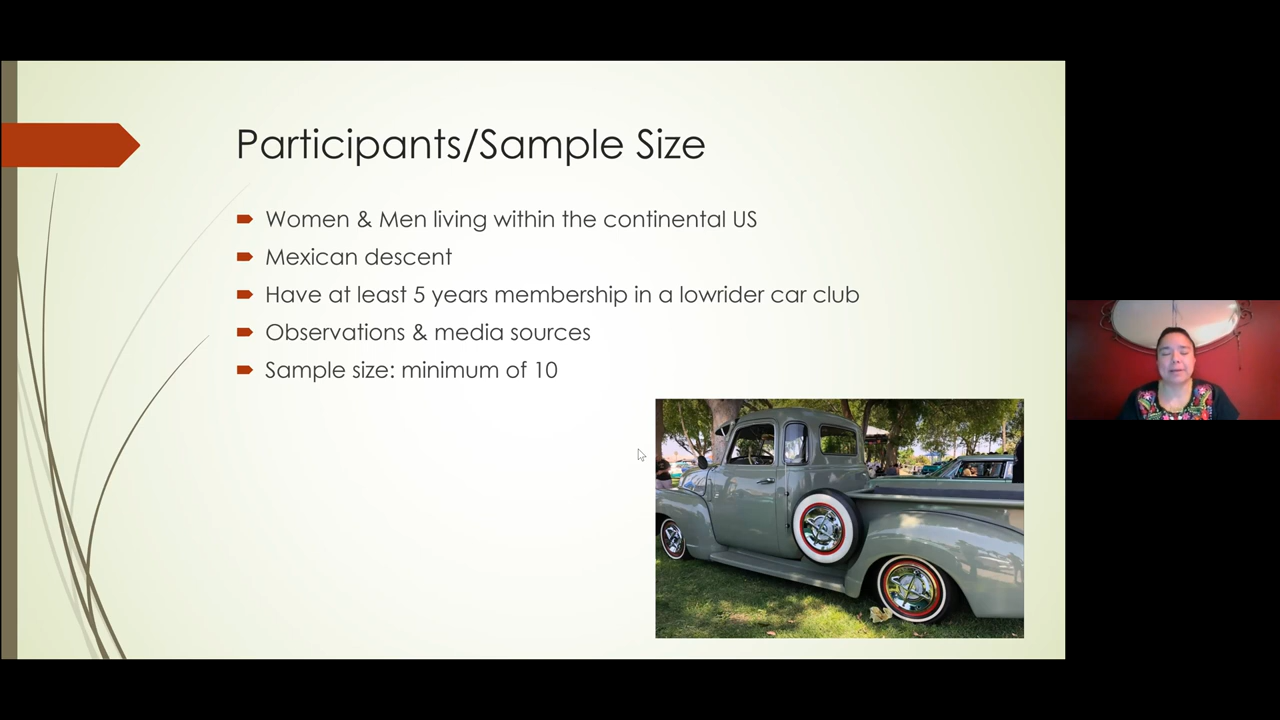 Participants/Sample Size
Women & Men living within the continental US
Mexican descent
Have at least 5 years membership in a lowrider car club
Observations & media sources
Sample size: minimum of 10